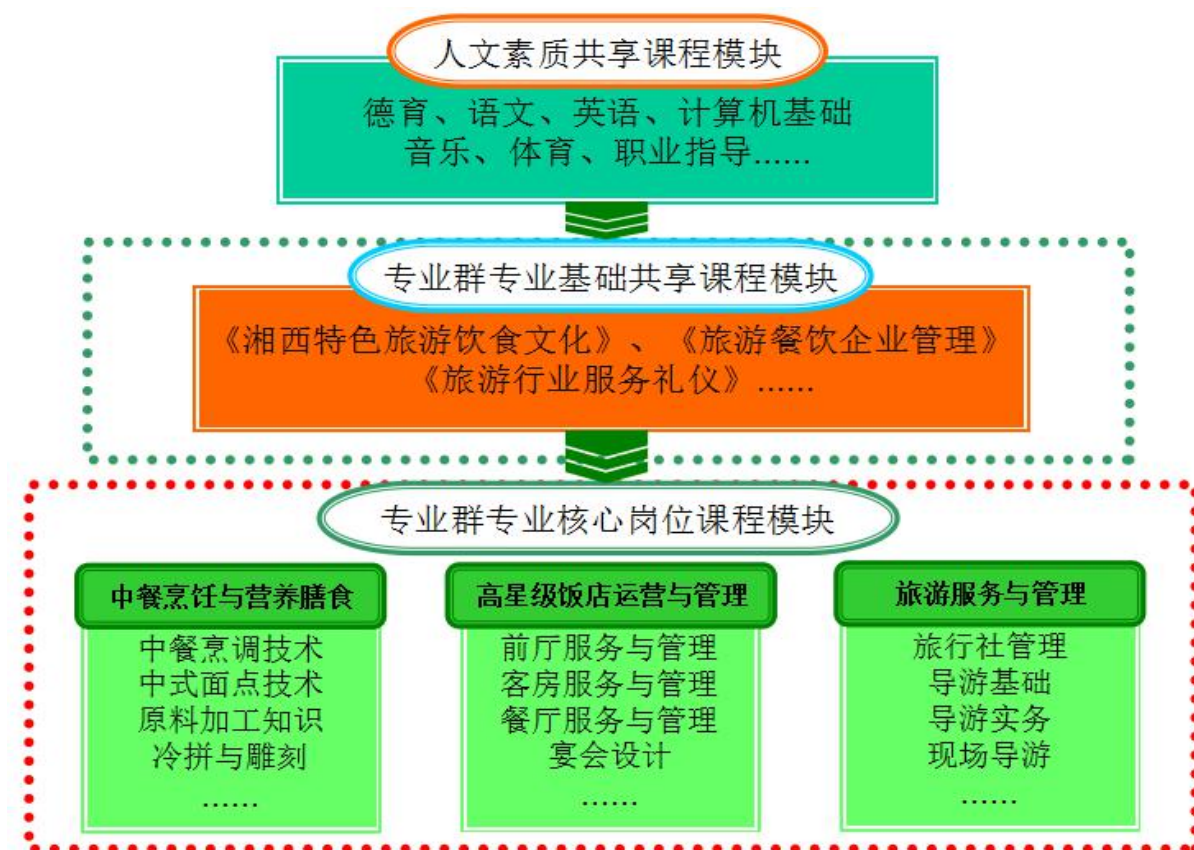 人文素质共享课程模块
德育、语文、英语、计算机基础
音乐、体育、职业指导......
专业群专业基础共享课程模块
《湘西特色旅游饮食文化》、《旅游餐饮企业管理》
《旅游行业服务礼仪》......
专业群专业核心岗位课程模块
中餐烹饪与营养膳食
中餐烹调技术
中式面点技术
原料加工知识
冷拼与雕刻
......
高星级饭店运营与管理
前厅服务与管理
客房服务与管理
餐厅服务与管理
宴会设计
......
旅游服务与管理
旅行社管理
导游基础
导游实务
现场导游
......